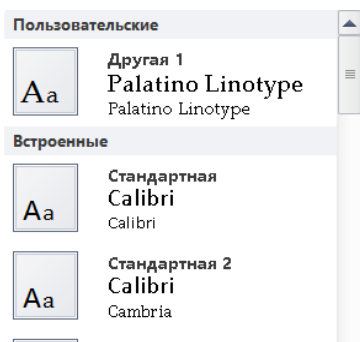 Пользовательские
Aa
Другая 1
Palatino Linotype
Palatino Linotype
Встроенные
Aa
Стандартная
Calibri
Calibri
Aa
Стандартная 2
Calibri
Cambria